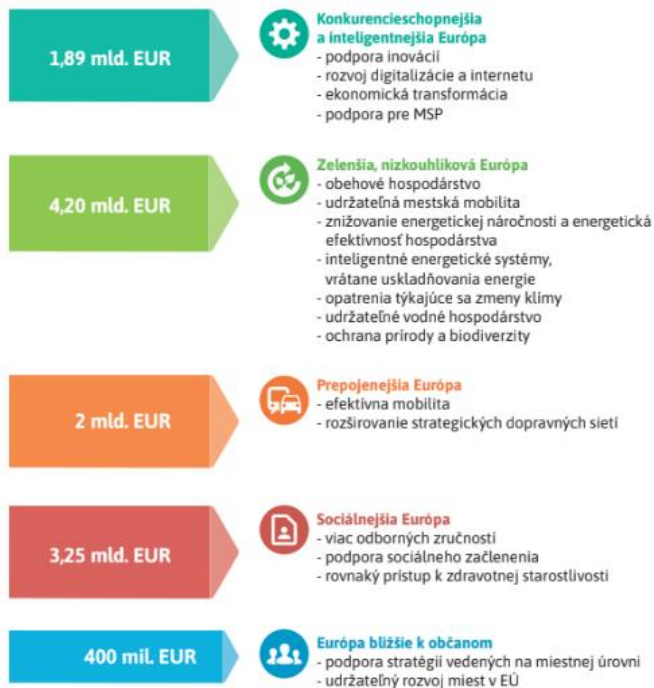 1,89 mld. EUR
Konkurencieschopnejšia
a inteligentnejšia Európa
- podpora inovácií
- rozvoj digitalizácie a internetu
- ekonomická transformácia
- podpora pre MSP
4,20 mld. EUR
Zelenšia, nízkouhlíková Európa
- obehové hospodárstvo
- udržateľná mestská mobilita
- znižovanie energetickej náročnosti a energetická
efektívnosť hospodárstva
- inteligentné energetické systémy,
vrátane uskladňovania energie
- opatrenia týkajúce sa zmeny klímy
- udržateľné vodné hospodárstvo
- ochrana prírody a biodiverzity
2 mld. EUR
Prepojenejšia Európa
- efektívna mobilita
- rozširovanie strategických dopravných sietí
3,25 mld. EUR
Sociálnejšia Európa
- viac odborných zručností
- podpora sociálneho začlenenia
- rovnaký prístup k zdravotnej starostlivosti
400 mil. EUR
Európa bližšie k občanom
- podpora stratégií vedených na miestnej úrovni
- udržateľný rozvoj miest v EÚ